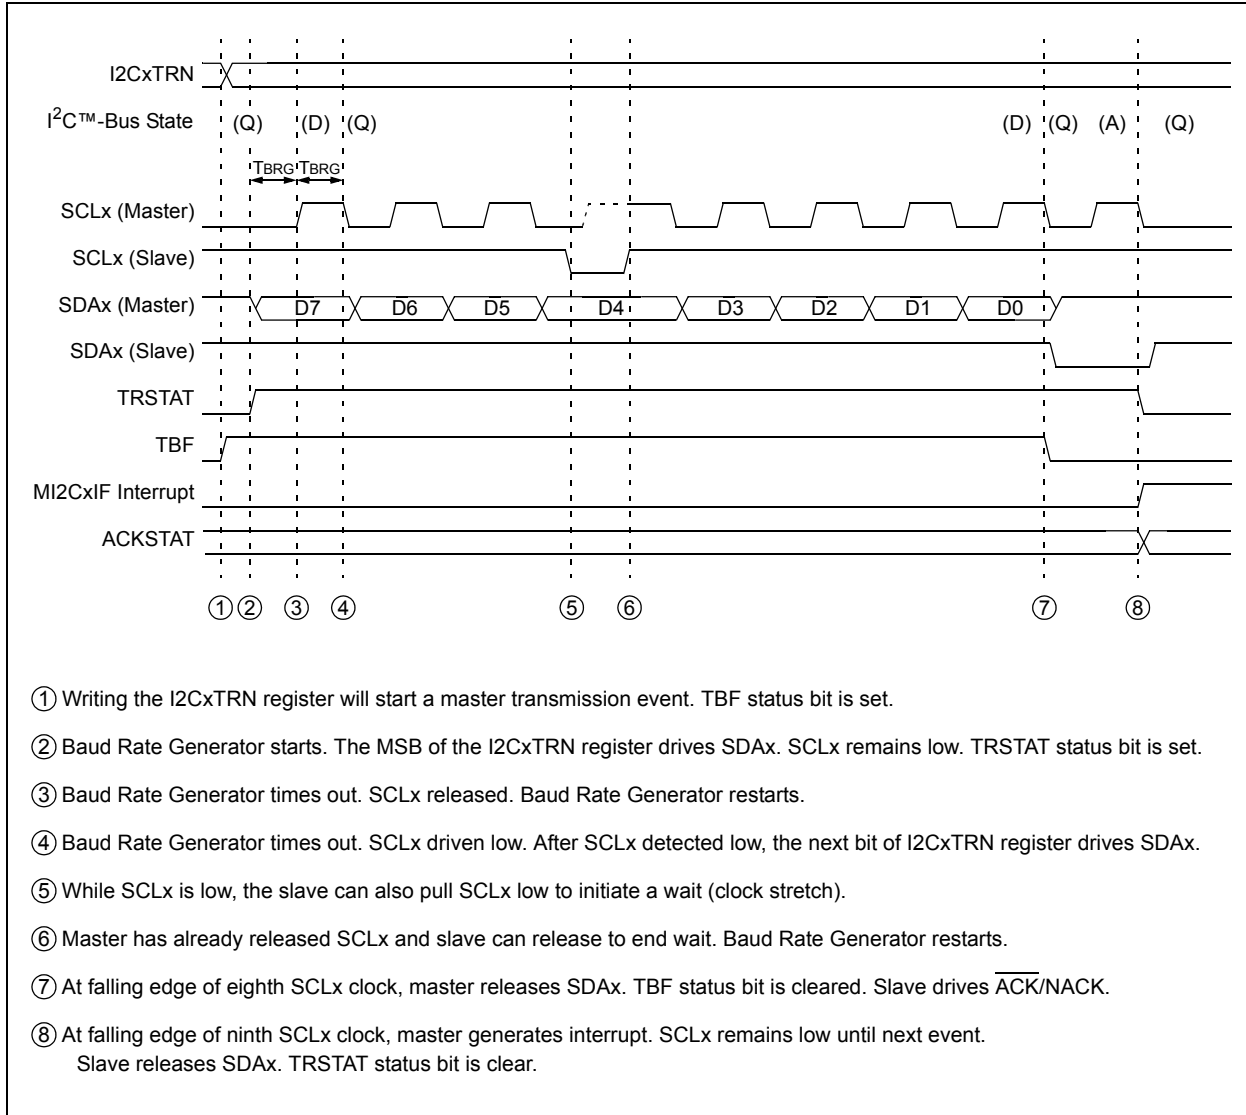 I2CxTRN
I²C™-Bus State (Q) (D) (Q) (D) (Q) (A) (Q)
TBRG TBRG
SCLx (Master)
SCLx (Slave)
SDAx (Master) D7 D6 D5 D4 D3 D2 D1 D0
SDAx (Slave)
TRSTAT
TBF
MI2CxIF Interrupt
ACKSTAT
① ② ③ ④ ⑤ ⑥ ⑦ ⑧
① Writing the I2CxTRN register will start a master transmission event. TBF status bit is set.
② Baud Rate Generator starts. The MSB of the I2CxTRN register drives SDAx. SCLx remains low. TRSTAT status bit is set.
③ Baud Rate Generator times out. SCLx released. Baud Rate Generator restarts.
④ Baud Rate Generator times out. SCLx driven low. After SCLx detected low, the next bit of I2CxTRN register drives SDAx.
⑤ While SCLx is low, the slave can also pull SCLx low to initiate a wait (clock stretch).
⑥ Master has already released SCLx and slave can release to end wait. Baud Rate Generator restarts.
⑦ At falling edge of eighth SCLx clock, master releases SDAx. TBF status bit is cleared. Slave drives A̅C̅K̅/NACK.
⑧ At falling edge of ninth SCLx clock, master generates interrupt. SCLx remains low until next event.
Slave releases SDAx. TRSTAT status bit is clear.